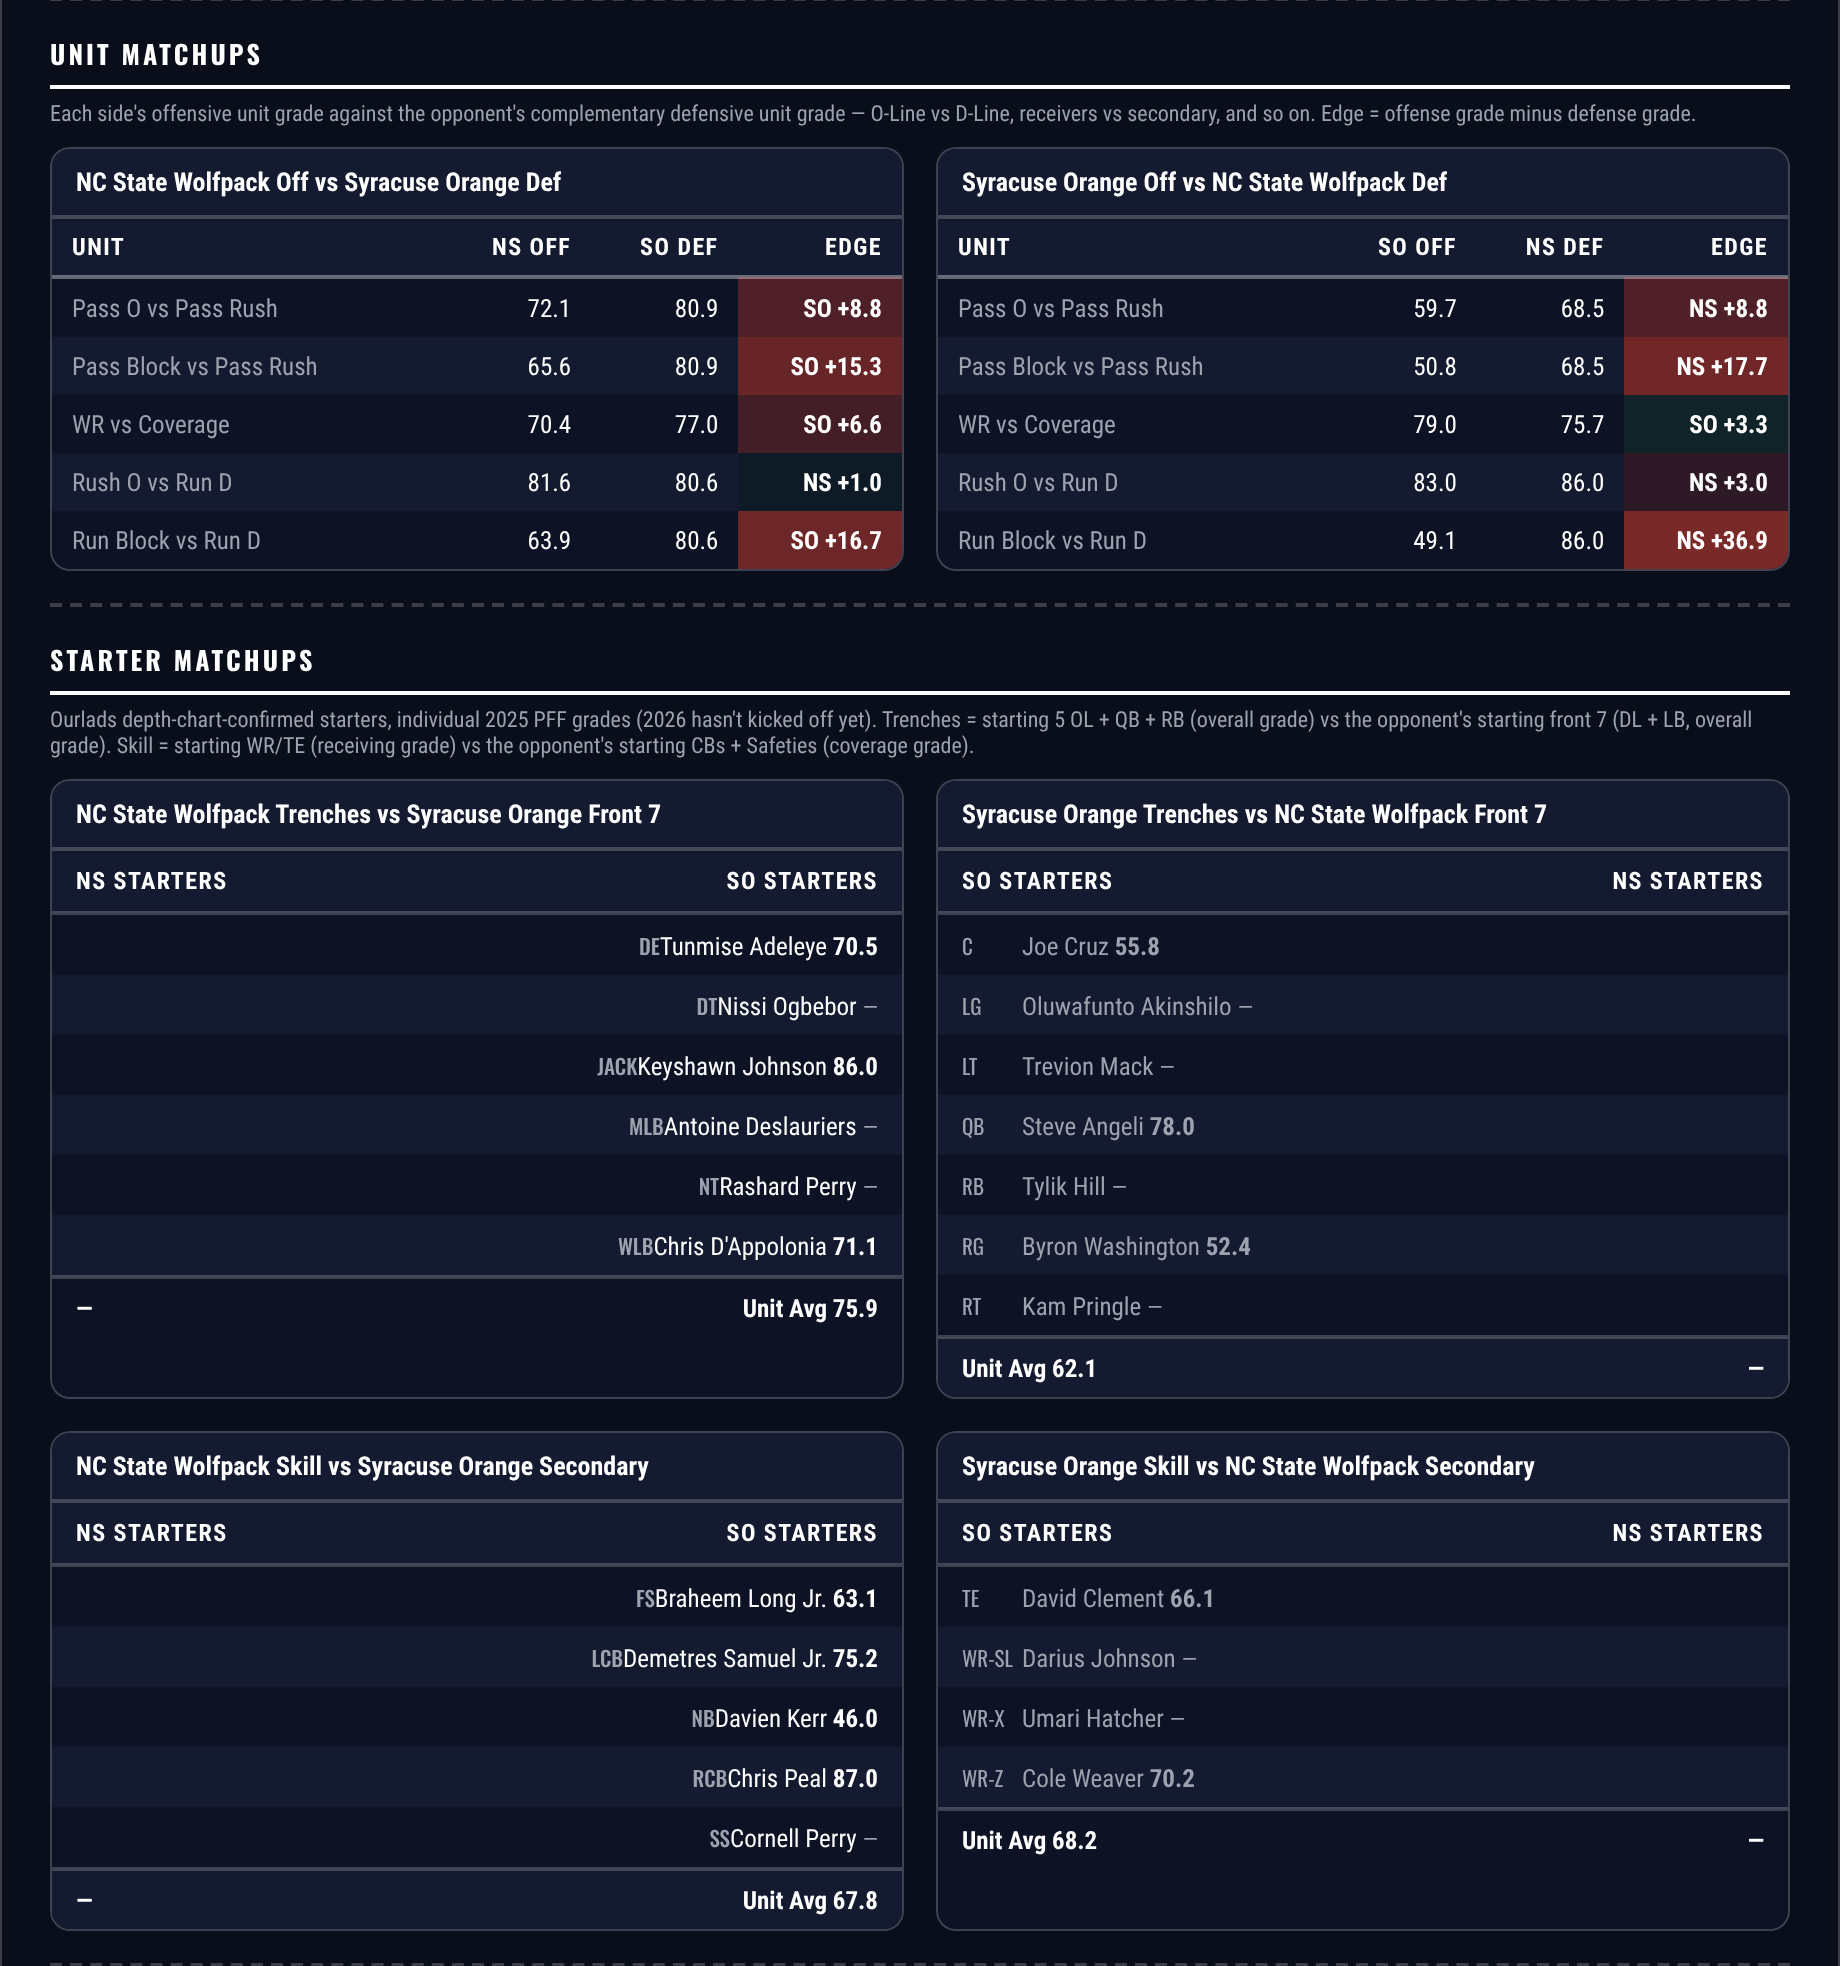 UNIT MATCHUPS
Each side's offensive unit grade against the opponent's complementary defensive unit grade — O-Line vs D-Line, receivers vs secondary, and so on. Edge = offense grade minus defense grade.
NC State Wolfpack Off vs Syracuse Orange Def
UNIT NS OFF SO DEF EDGE
Pass O vs Pass Rush 72.1 80.9 SO +8.8
Pass Block vs Pass Rush 65.6 80.9 SO +15.3
WR vs Coverage 70.4 77.0 SO +6.6
Rush O vs Run D 81.6 80.6 NS +1.0
Run Block vs Run D 63.9 80.6 SO +16.7
Syracuse Orange Off vs NC State Wolfpack Def
UNIT SO OFF NS DEF EDGE
Pass O vs Pass Rush 59.7 68.5 NS +8.8
Pass Block vs Pass Rush 50.8 68.5 NS +17.7
WR vs Coverage 79.0 75.7 SO +3.3
Rush O vs Run D 83.0 86.0 NS +3.0
Run Block vs Run D 49.1 86.0 NS +36.9
STARTER MATCHUPS
Ourlads depth-chart-confirmed starters, individual 2025 PFF grades (2026 hasn't kicked off yet). Trenches = starting 5 OL + QB + RB (overall grade) vs the opponent's starting front 7 (DL + LB, overall
grade). Skill = starting WR/TE (receiving grade) vs the opponent's starting CBs + Safeties (coverage grade).
NC State Wolfpack Trenches vs Syracuse Orange Front 7
NS STARTERS SO STARTERS
DETunmise Adeleye 70.5
DTNissi Ogbebor —
JACKKeyshawn Johnson 86.0
MLBAntoine Deslauriers —
NTRashard Perry —
WLBChris D'Appolonia 71.1
— Unit Avg 75.9
Syracuse Orange Trenches vs NC State Wolfpack Front 7
SO STARTERS NS STARTERS
C Joe Cruz 55.8
LG Oluwafunto Akinshilo —
LT Trevion Mack —
QB Steve Angeli 78.0
RB Tylik Hill —
RG Byron Washington 52.4
RT Kam Pringle —
Unit Avg 62.1 —
NC State Wolfpack Skill vs Syracuse Orange Secondary
NS STARTERS SO STARTERS
FSBraheem Long Jr. 63.1
LCBDemetres Samuel Jr. 75.2
NBDavien Kerr 46.0
RCBChris Peal 87.0
SSCornell Perry —
— Unit Avg 67.8
Syracuse Orange Skill vs NC State Wolfpack Secondary
SO STARTERS NS STARTERS
TE David Clement 66.1
WR-SL Darius Johnson —
WR-X Umari Hatcher —
WR-Z Cole Weaver 70.2
Unit Avg 68.2 —